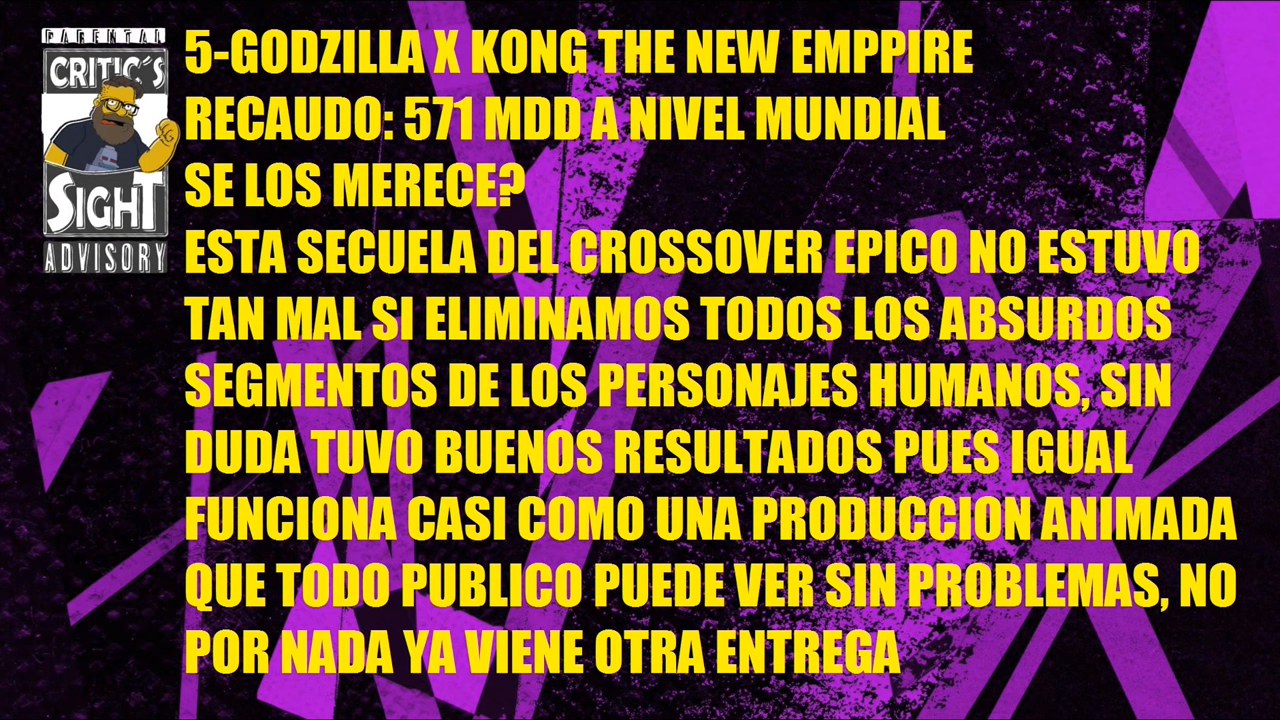 PARENTAL
CRITIC´S
SIGHT
ADVISORY
5-GODZILLA X KONG THE NEW EMPPIRE
RECAUDO: 571 MDD A NIVEL MUNDIAL
SE LOS MERECE?
ESTA SECUELA DEL CROSSOVER EPICO NO ESTUVO
TAN MAL SI ELIMINAMOS TODOS LOS ABSURDOS
SEGMENTOS DE LOS PERSONAJES HUMANOS, SIN
DUDA TUVO BUENOS RESULTADOS PUES IGUAL
FUNCIONA CASI COMO UNA PRODUCCION ANIMADA
QUE TODO PUBLICO PUEDE VER SIN PROBLEMAS, NO
POR NADA YA VIENE OTRA ENTREGA